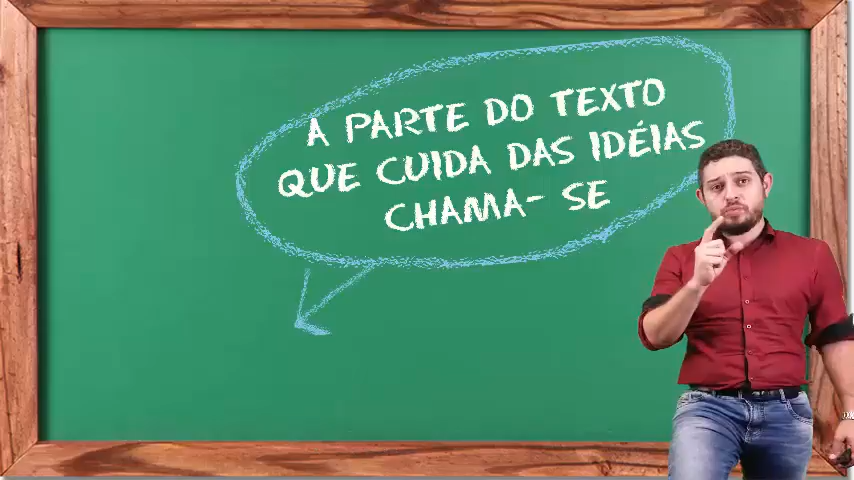 A PARTE DO TEXTO
QUE CUIDA DAS IDÉIAS
CHAMA- SE